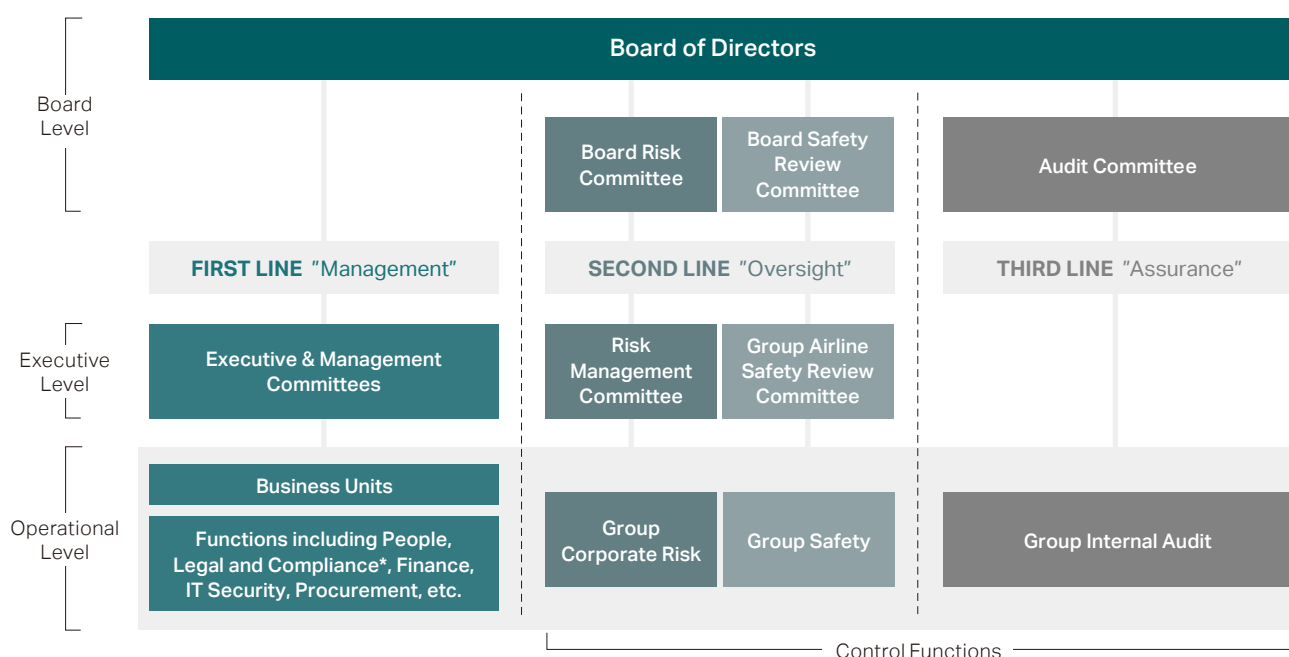 Board of Directors
Board
Level
Board Risk
Committee
Board Safety
Review
Committee
Audit Committee
FIRST LINE "Management"
SECOND LINE "Oversight"
THIRD LINE "Assurance"
Executive
Level
Executive & Management
Committees
Risk
Management
Committee
Group Airline
Safety Review
Committee
Operational
Level
Business Units
Functions including People,
Legal and Compliance*, Finance,
IT Security, Procurement, etc.
Group
Corporate Risk
Group Safety
Group Internal Audit
Control Functions